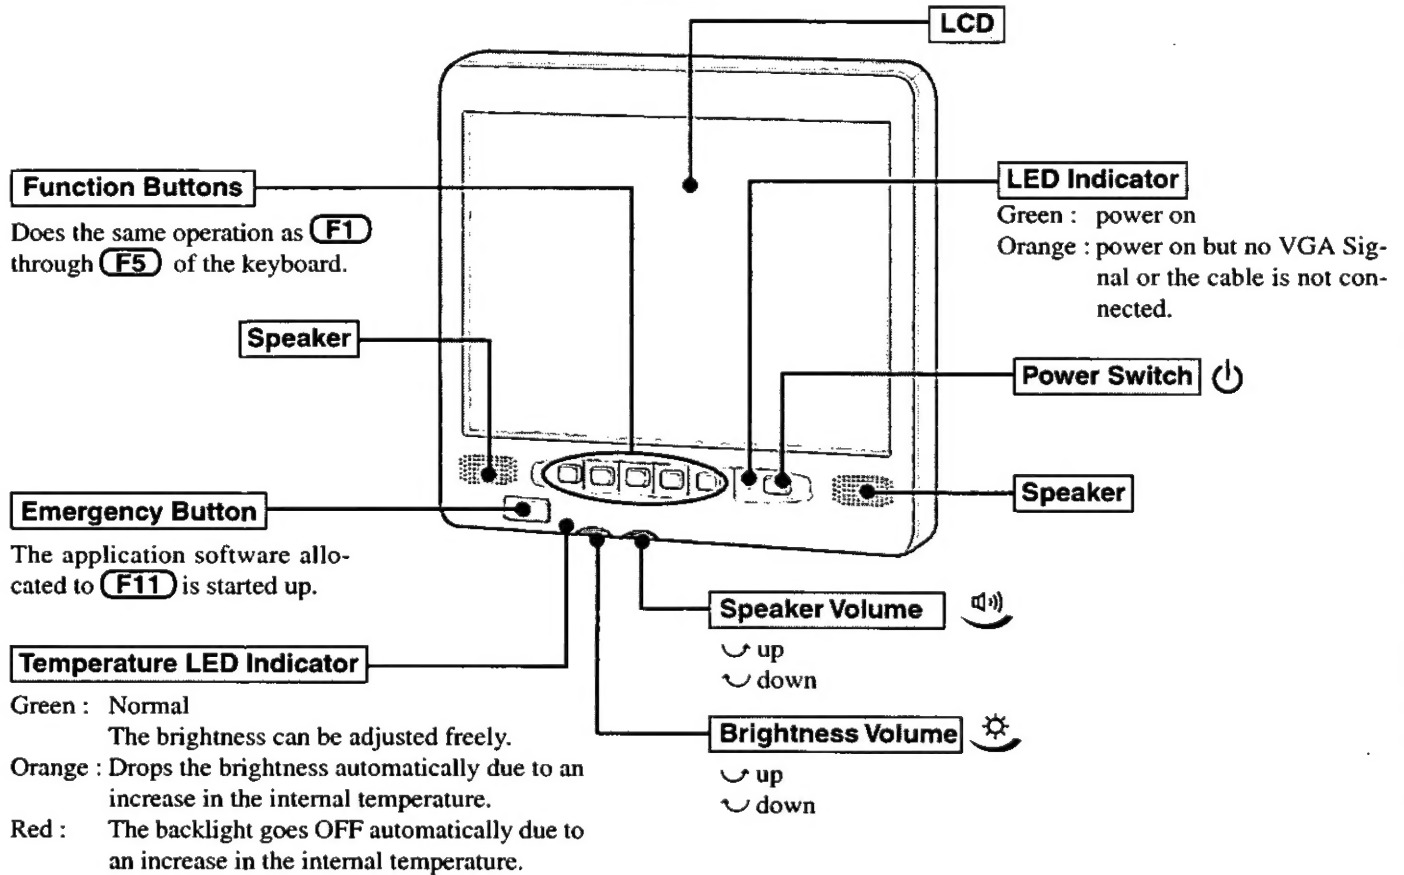 LCD
Function Buttons
Does the same operation as F1
through F5 of the keyboard.
LED Indicator
Green : power on
Orange : power on but no VGA Sig-
nal or the cable is not con-
nected.
Speaker
Power Switch
Emergency Button
The application software allo-
cated to F11 is started up.
Speaker
Speaker Volume
up
down
Temperature LED Indicator
Green : Normal
The brightness can be adjusted freely.
Orange : Drops the brightness automatically due to an
increase in the internal temperature.
Red : The backlight goes OFF automatically due to
an increase in the internal temperature.
Brightness Volume
up
down